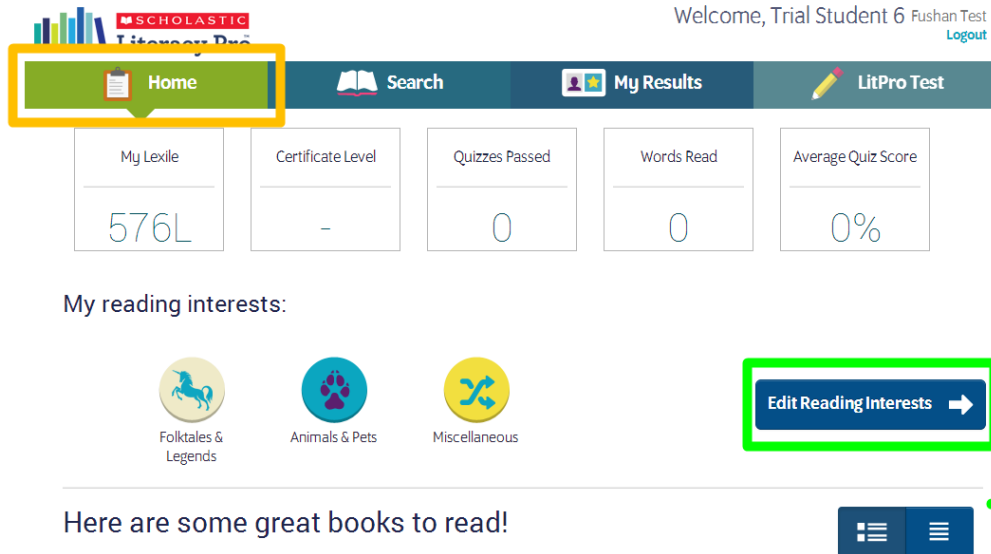 SCHOLASTIC
Literacy Pro
Welcome, Trial Student 6 Fushan Test
Logout
Home
Search
My Results
LitPro Test
My Lexile
Certificate Level
Quizzes Passed
Words Read
Average Quiz Score
576L
-
0
0
0%
My reading interests:
Folktales &
Legends
Animals & Pets
Miscellaneous
Edit Reading Interests
Here are some great books to read!